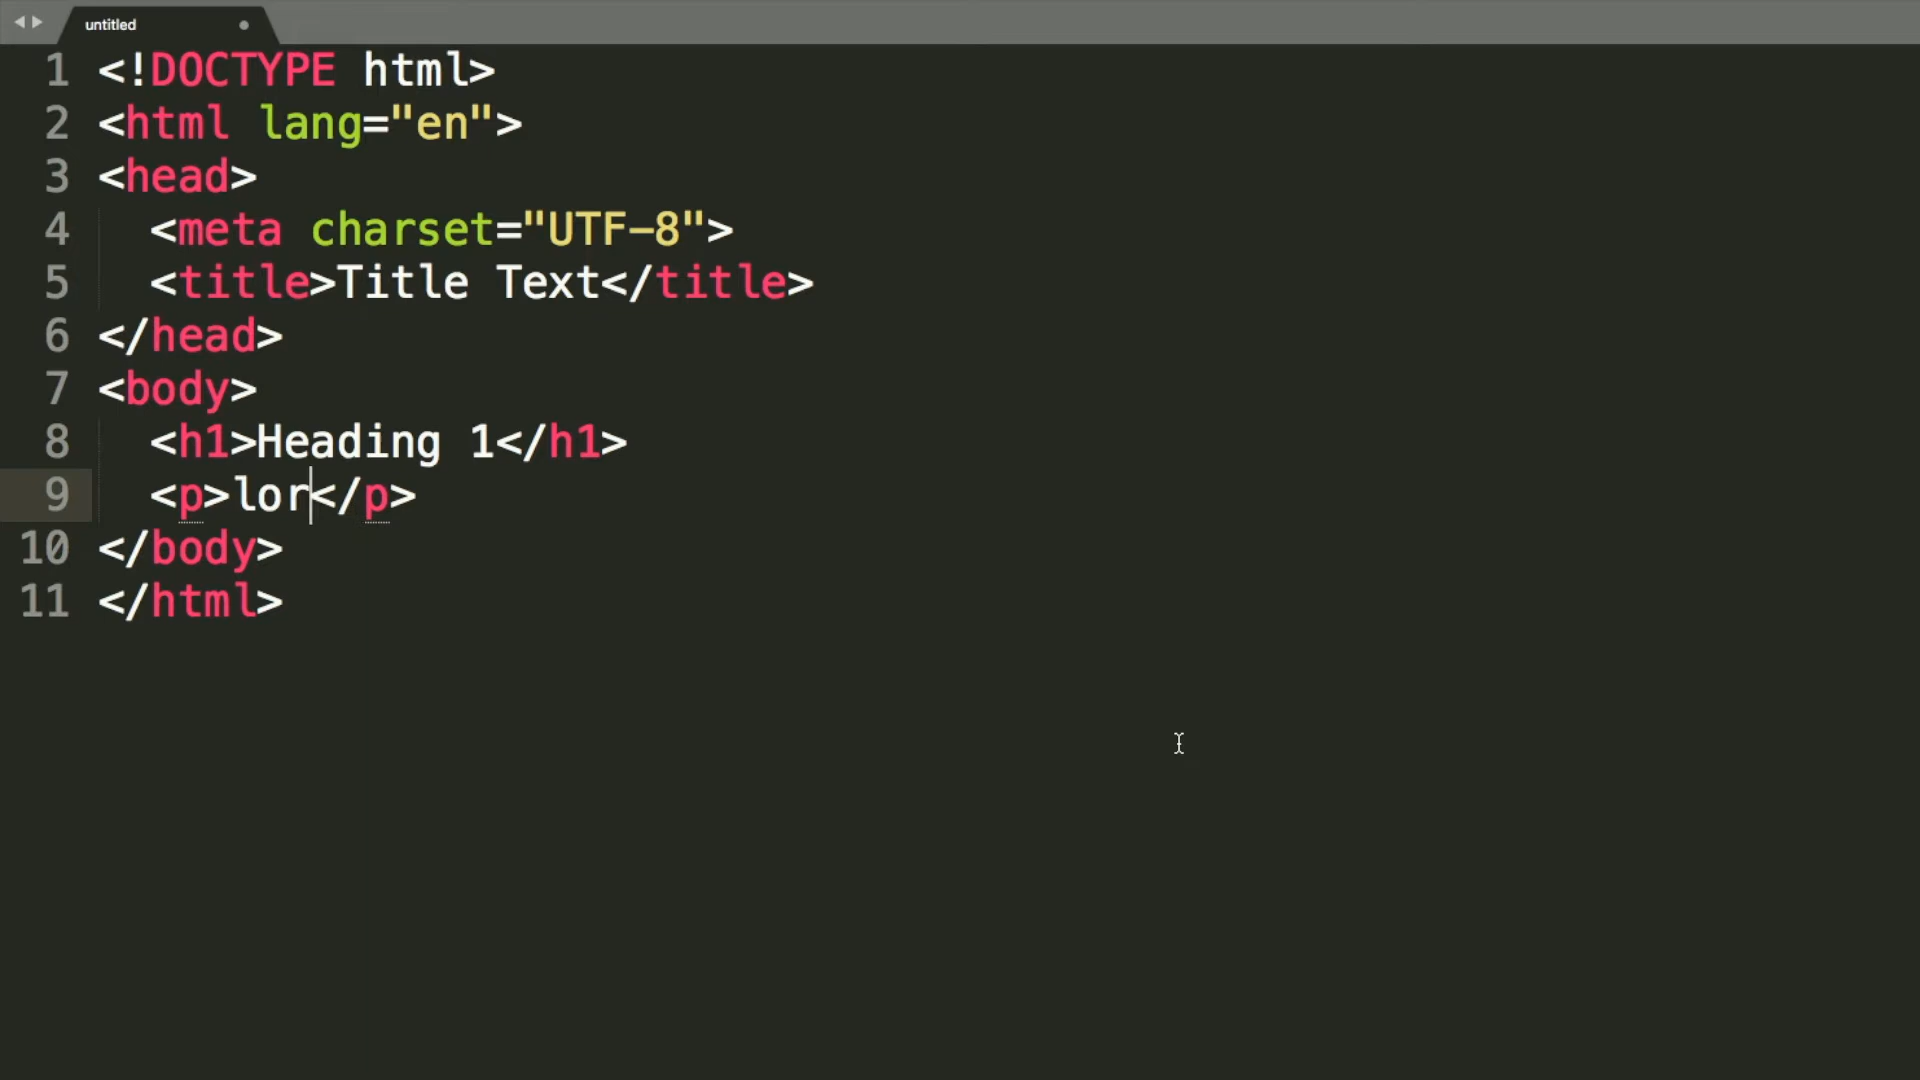 untitled
1 <!DOCTYPE html>
2 <html lang="en">
3 <head>
4 <meta charset="UTF-8">
5 <title>Title Text</title>
6 </head>
7 <body>
8 <h1>Heading 1</h1>
9 <p>lor</p>
10 </body>
11 </html>